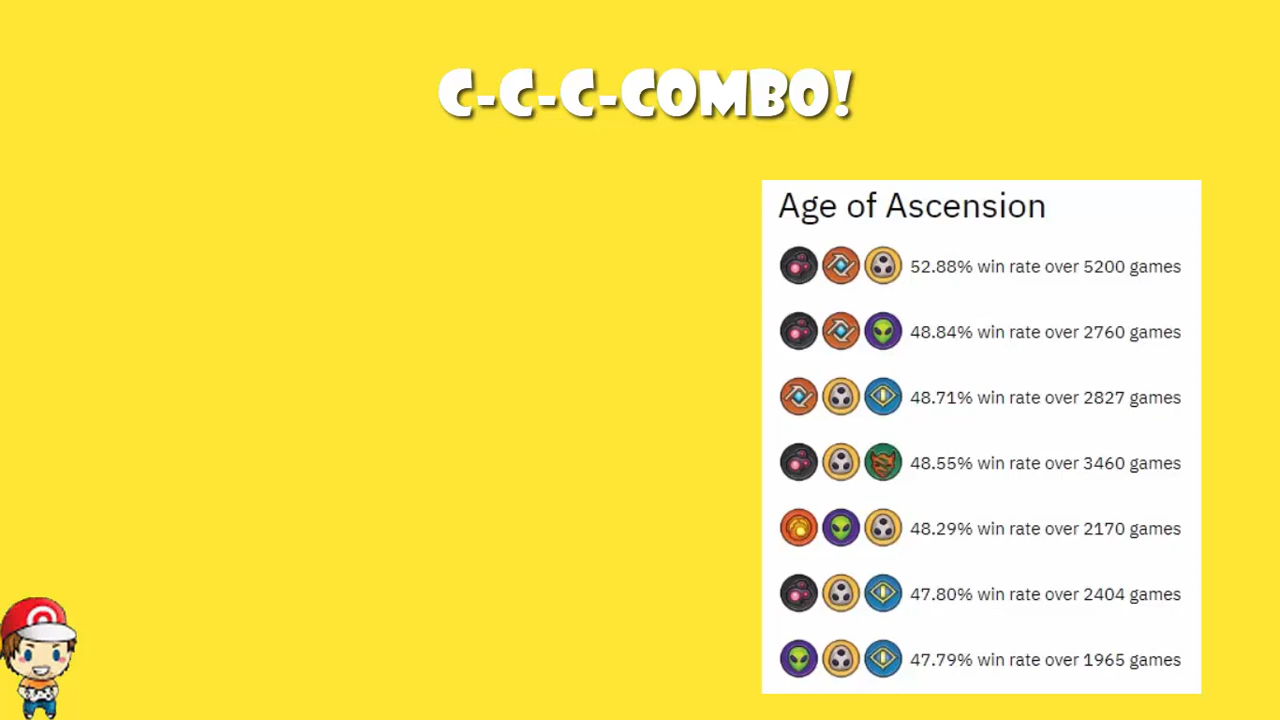 C-C-C-COMBO!
Age of Ascension
52.88% win rate over 5200 games
48.84% win rate over 2760 games
48.71% win rate over 2827 games
48.55% win rate over 3460 games
48.29% win rate over 2170 games
47.80% win rate over 2404 games
47.79% win rate over 1965 games